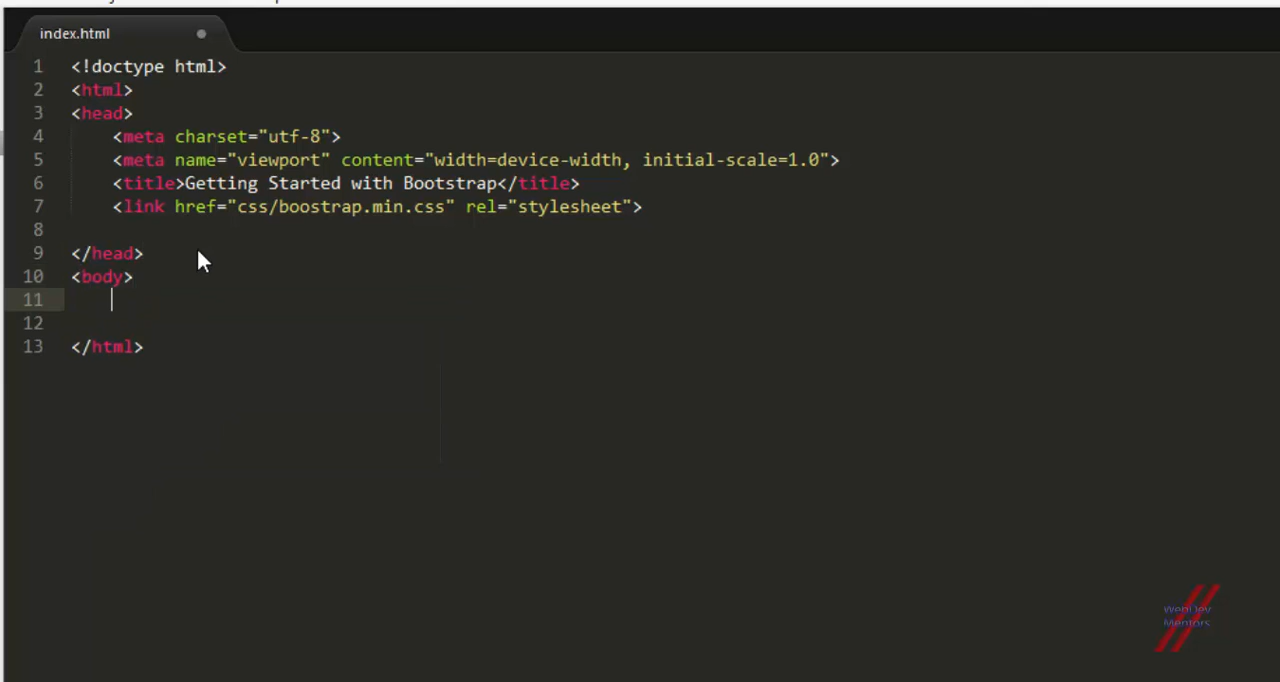 index.html
1 <!doctype html>
2 <html>
3 <head>
4 <meta charset="utf-8">
5 <meta name="viewport" content="width=device-width, initial-scale=1.0">
6 <title>Getting Started with Bootstrap</title>
7 <link href="css/boostrap.min.css" rel="stylesheet">
8
9 </head>
10 <body>
11
12
13 </html>
WebDev
Mentors